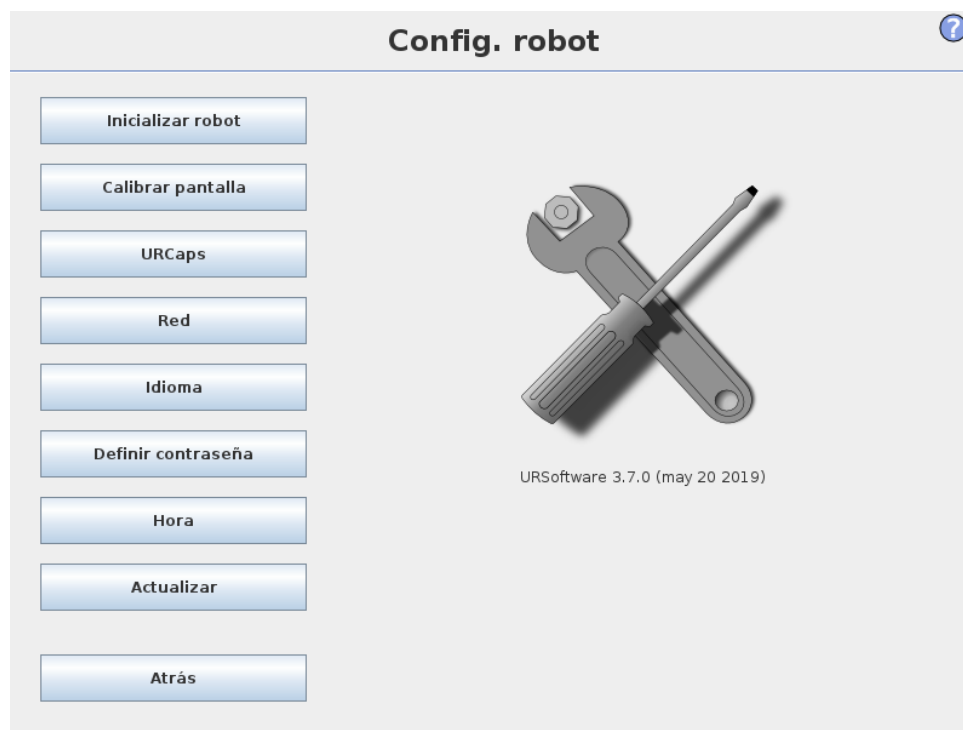 Config. robot
?
Inicializar robot
Calibrar pantalla
URCaps
Red
Idioma
Definir contraseña
Hora
Actualizar
Atrás
URSoftware 3.7.0 (may 20 2019)